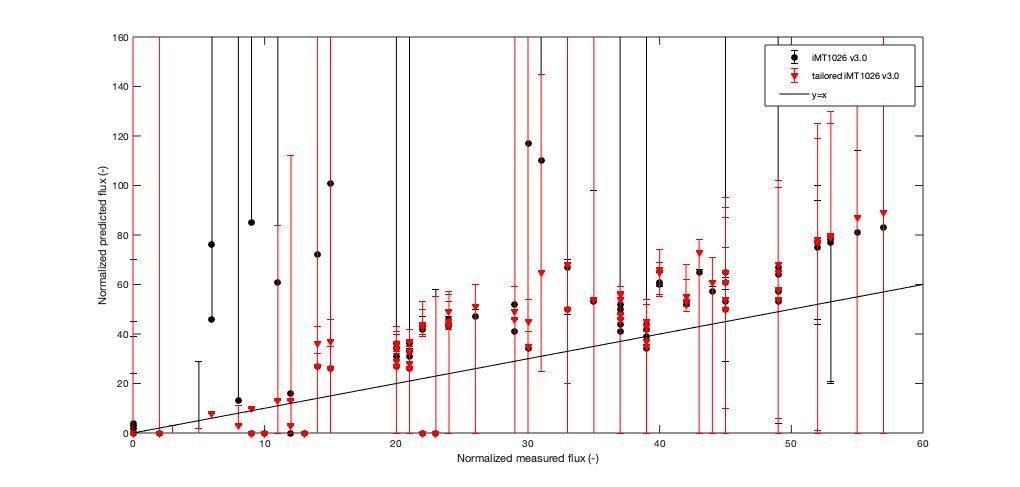 160
140
120
100
80
60
40
20
0
Normalized predicted flux (-)
iMT1026 v3.0
tailored iMT1026 v3.0
y=x
0 10 20 30 40 50 60
Normalized measured flux (-)